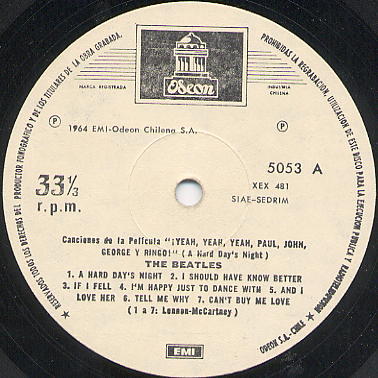 RESERVADOS TODOS LOS DERECHOS DEL PRODUCTOR FONOGRAFICO Y DE LOS TITULARES DE LA OBRA GRABADA.
PROHIBIDAS LA REGRABACION, UTILIZACION DE ESTE DISCO PARA LA EJECUCION PUBLICA Y RADIOTELEDIFUSION
MARCA REGISTRADA
Odeon
INDUSTRIA
CHILENA
P
1964 EMI-Odeon Chilena S.A.
P
33 1/3
r.p.m.
5053 A
XEX 481
SIAE-SEDRIM
Canciones de la Película "¡YEAH, YEAH, YEAH, PAUL, JOHN,
GEORGE Y RINGO!" (A Hard Day's Night)
THE BEATLES
1. A HARD DAY'S NIGHT 2. I SHOULD HAVE KNOW BETTER
3. IF I FELL 4. I'M HAPPY JUST TO DANCE WITH 5. AND I
LOVE HER 6. TELL ME WHY 7. CAN'T BUY ME LOVE
(1 a 7: Lennon-McCartney)
EMI
ODEON S.A. - CHILE